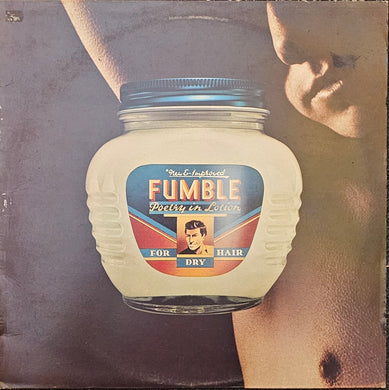 "New & Improved"
FUMBLE
Poetry in Lotion
FOR HAIR
DRY